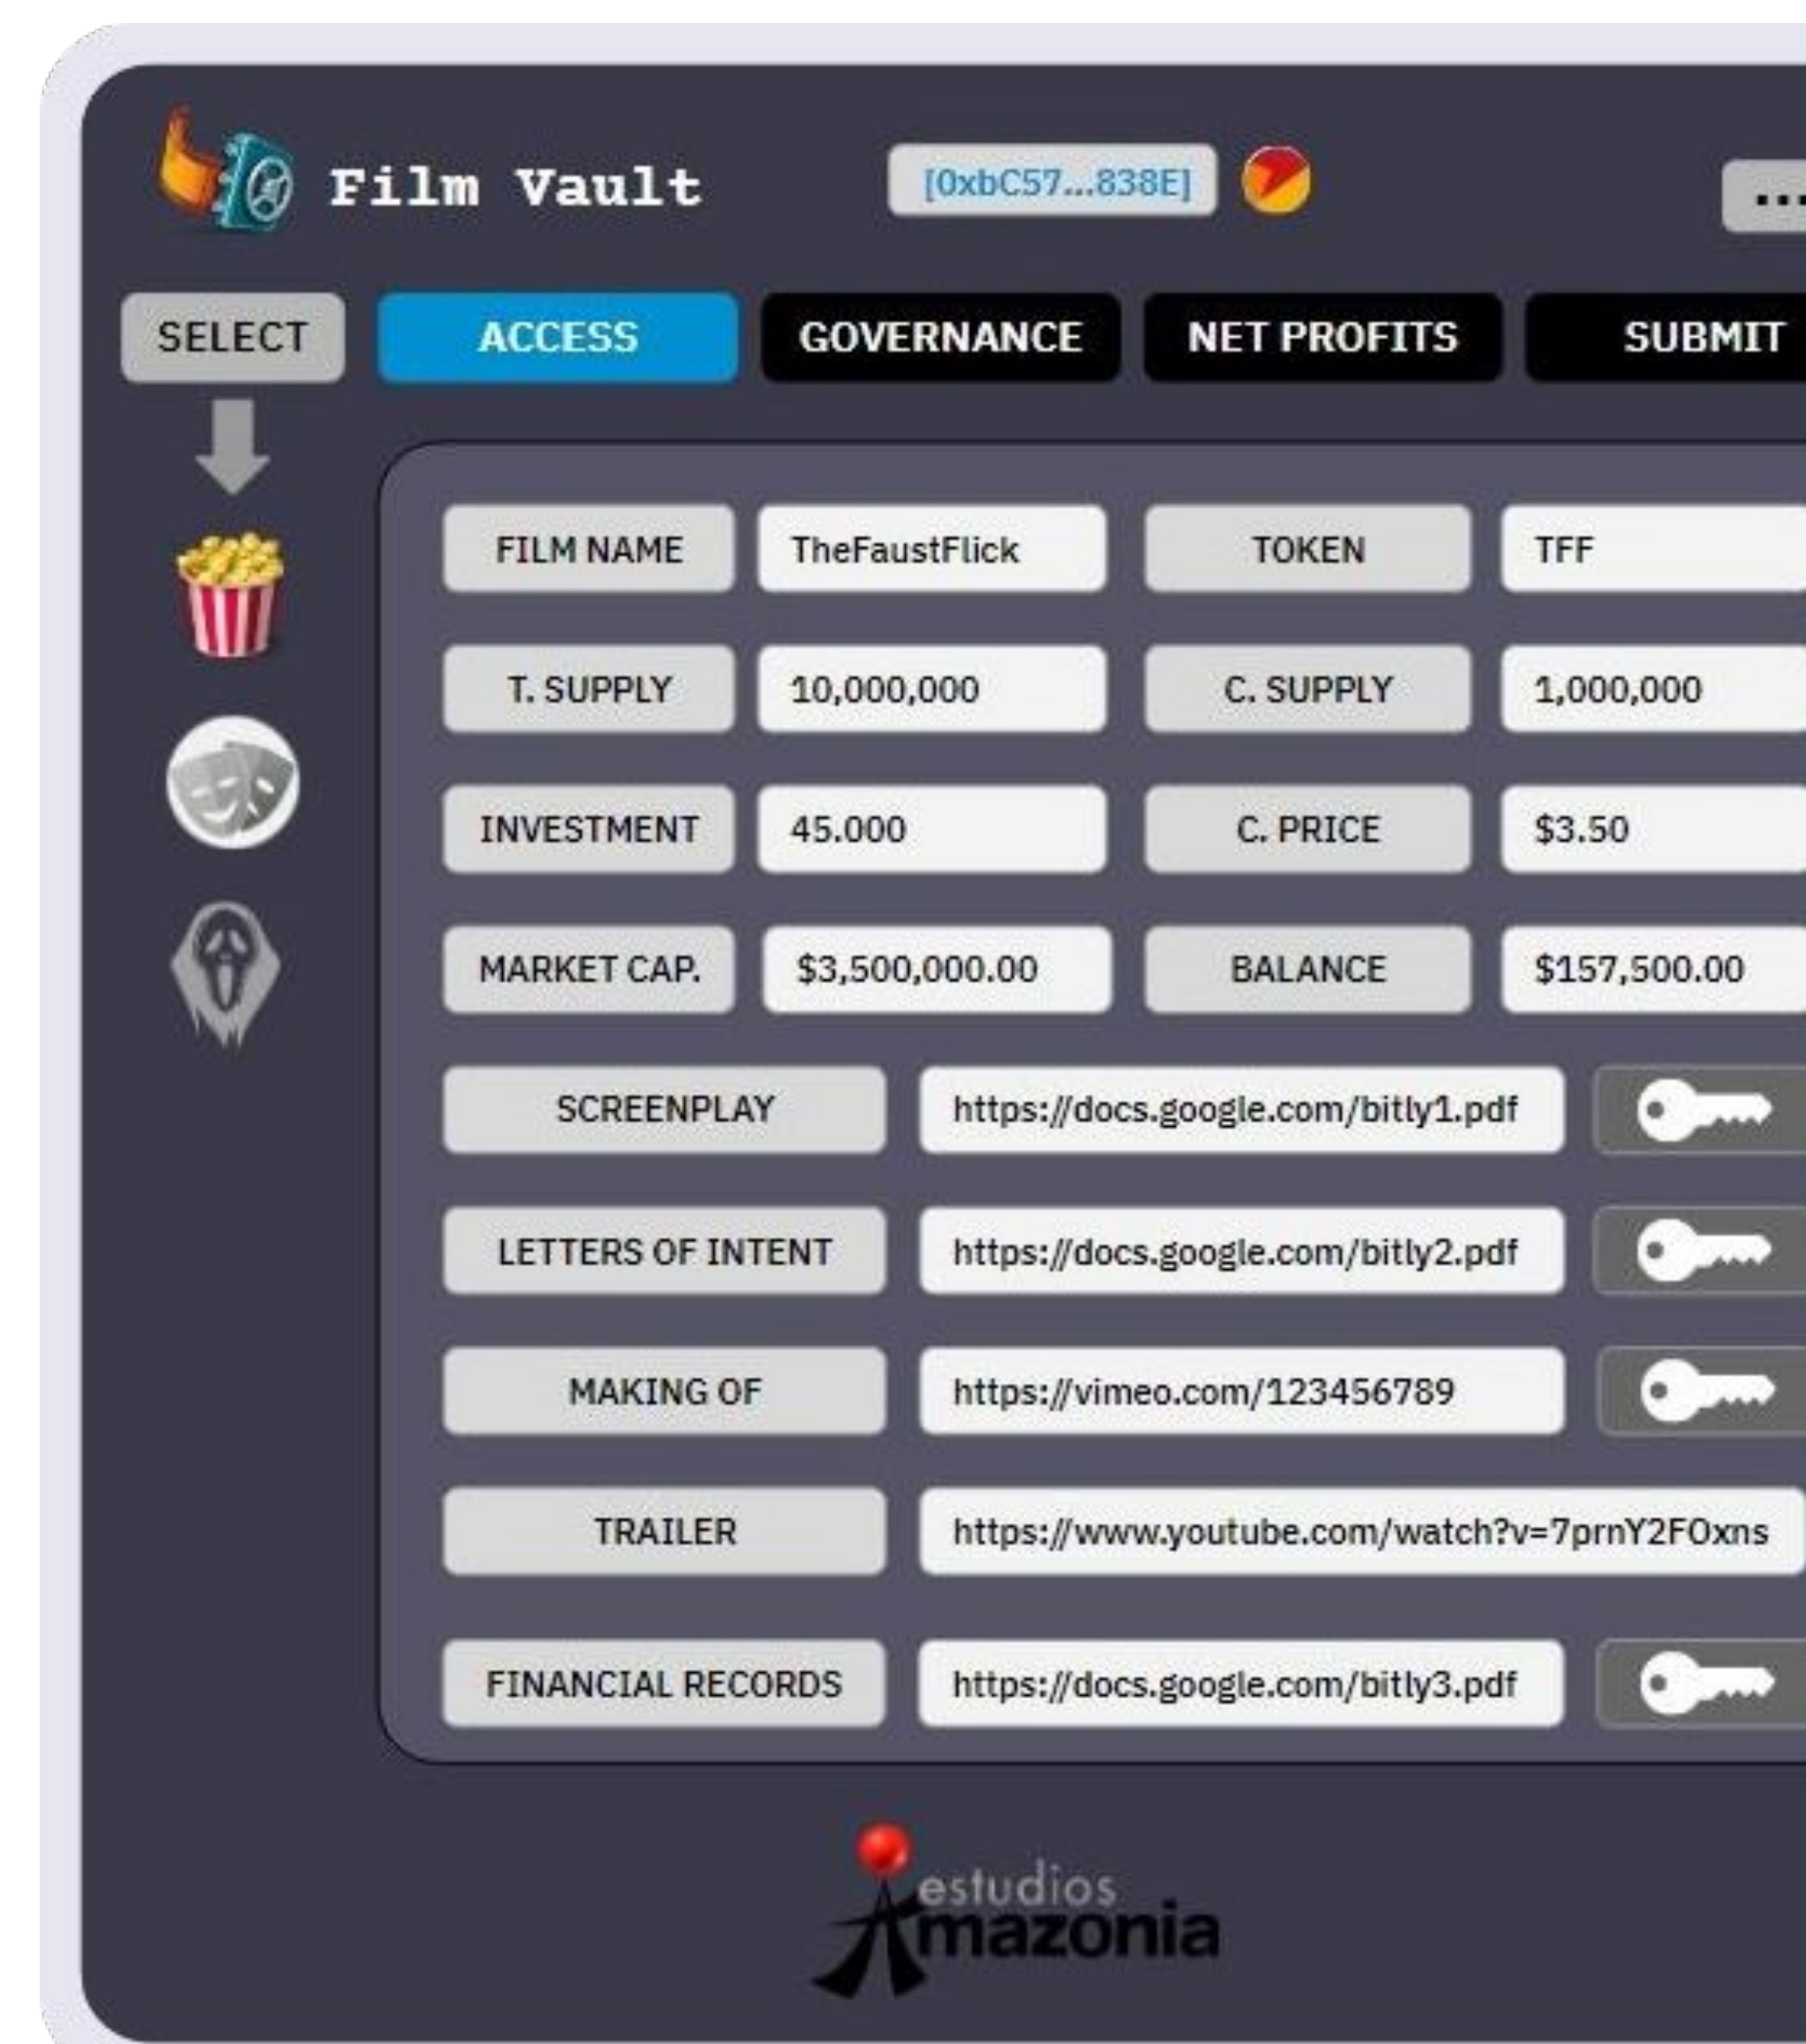 Film Vault
[0xbC57...838E]
...
SELECT
ACCESS
GOVERNANCE
NET PROFITS
SUBMIT
FILM NAME
TheFaustFlick
TOKEN
TFF
T. SUPPLY
10,000,000
C. SUPPLY
1,000,000
INVESTMENT
45.000
C. PRICE
$3.50
MARKET CAP.
$3,500,000.00
BALANCE
$157,500.00
SCREENPLAY
https://docs.google.com/bitly1.pdf
LETTERS OF INTENT
https://docs.google.com/bitly2.pdf
MAKING OF
https://vimeo.com/123456789
TRAILER
https://www.youtube.com/watch?v=7prnY2FOxns
FINANCIAL RECORDS
https://docs.google.com/bitly3.pdf
estudios
Amazonia